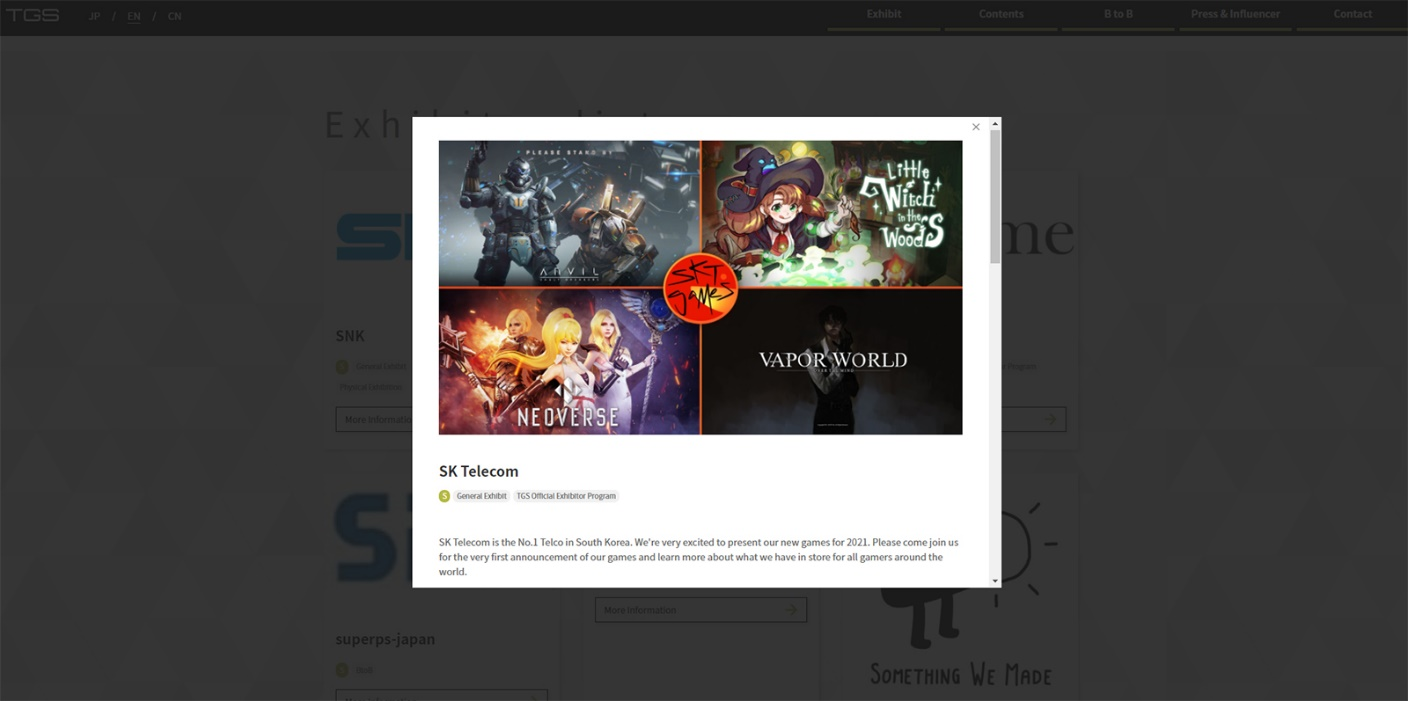 TGS
JP / EN / CN
Exhibit
Contents
B to B
Press & Influencer
Contact
PLEASE STAND BY
ANVIL
Little
Witch
in the
Woods
SKT
games
NEOVERSE
VAPOR WORLD
SK Telecom
S General Exhibit TGS Official Exhibitor Program
SK Telecom is the No.1 Telco in South Korea. We're very excited to present our new games for 2021. Please come join us
for the very first announcement of our games and learn more about what we have in store for all gamers around the
world.
SNK
S General Exhibit
Physical Exhibition
More Information
More information
superps-japan
S
SOMETHING WE MADE